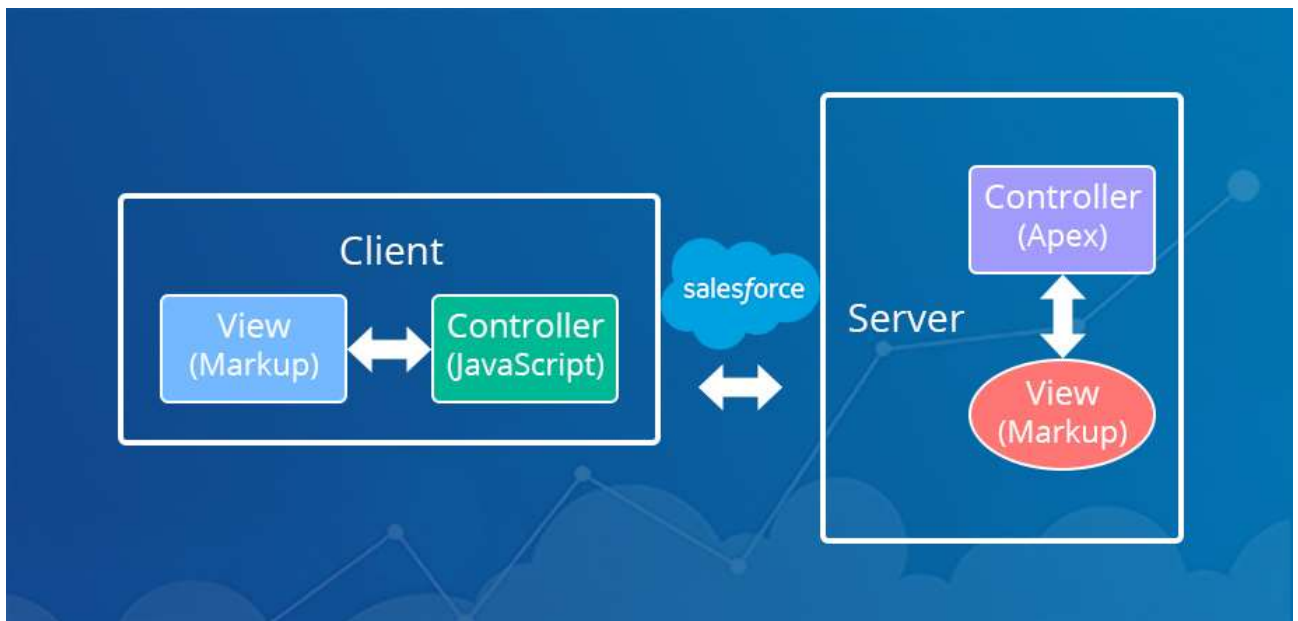 Client
View
(Markup)
Controller
(JavaScript)
salesforce
Server
Controller
(Apex)
View
(Markup)